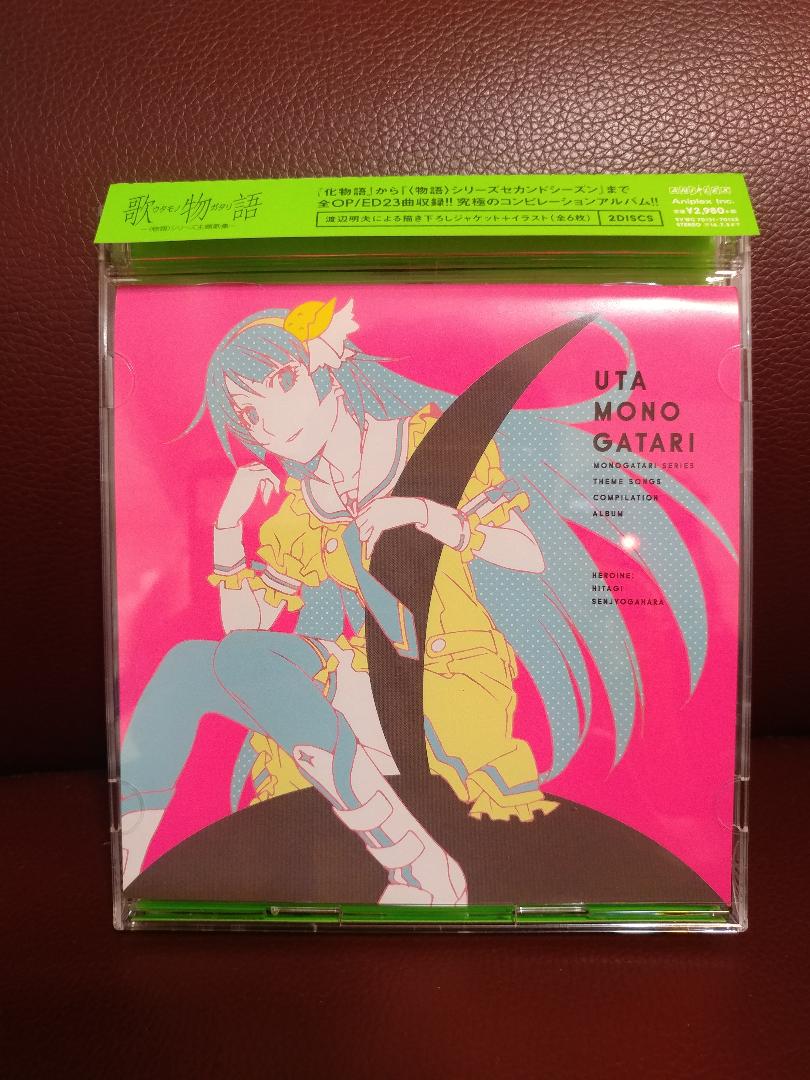 歌物語
ウタモノ ガタリ
-〈物語〉シリーズ主題歌集-
『化物語』から『〈物語〉シリーズセカンドシーズン』まで
全OP/ED23曲収録!! 究極のコンピレーションアルバム!!
渡辺明夫による描き下ろしジャケット+イラスト(全6枚)
2DISCS
ANIPLEX
Aniplex Inc.
¥2,980+税
STEREO
UTA
MONO
GATARI
MONOGATARI SERIES
THEME SONGS
COMPILATION
ALBUM
HEROINE:
HITAGI
SENJYOGAHARA